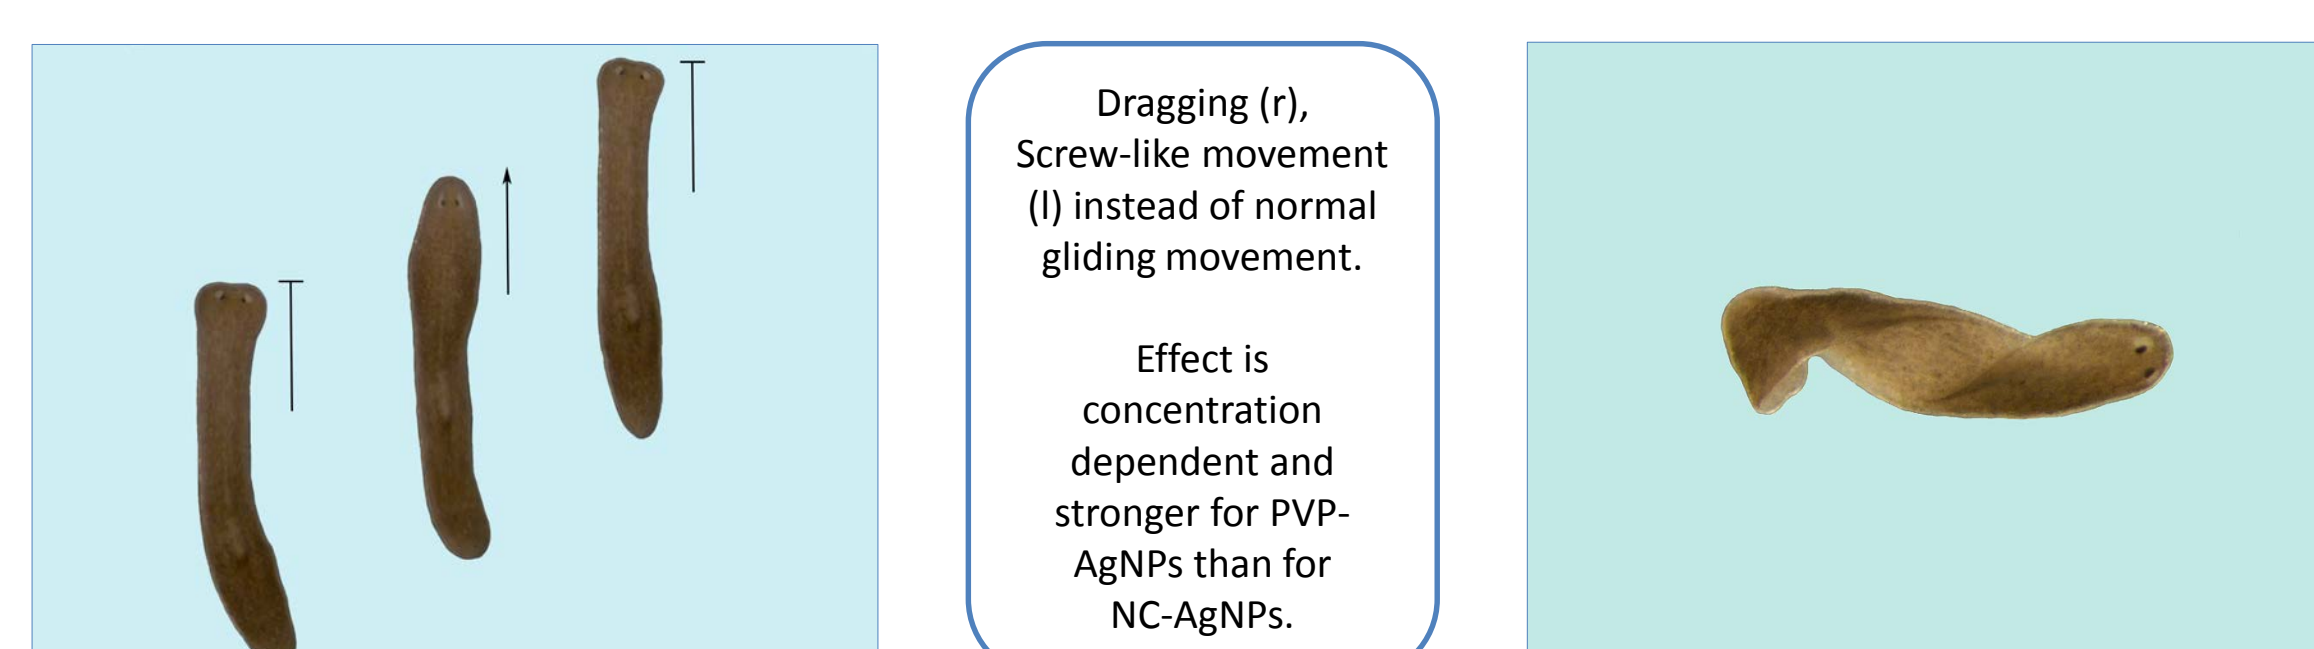 Dragging (r),
Screw-like movement
(l) instead of normal
gliding movement.
Effect is
concentration
dependent and
stronger for PVP-
AgNPs than for
NC-AgNPs.